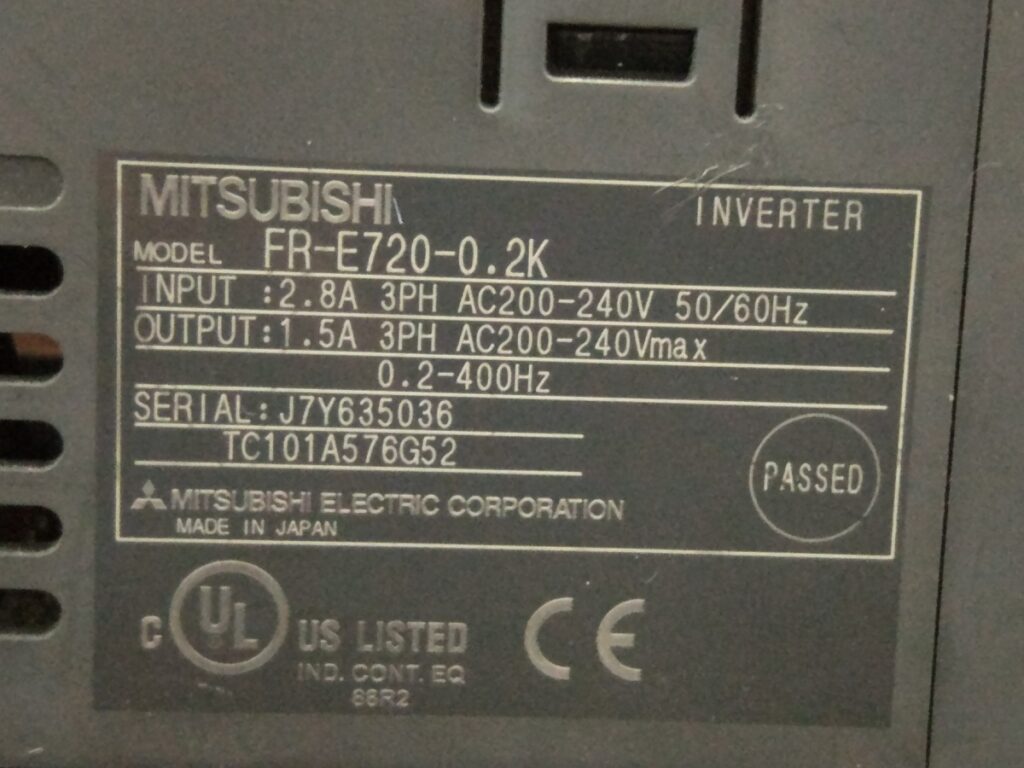 MITSUBISHI INVERTER
MODEL FR-E720-0.2K
INPUT :2.8A 3PH AC200-240V 50/60Hz
OUTPUT:1.5A 3PH AC200-240Vmax
0.2-400Hz
SERIAL:J7Y635036
TC101A576G52
PASSED
MITSUBISHI ELECTRIC CORPORATION
MADE IN JAPAN
C UL US LISTED
IND. CONT. EQ
CE